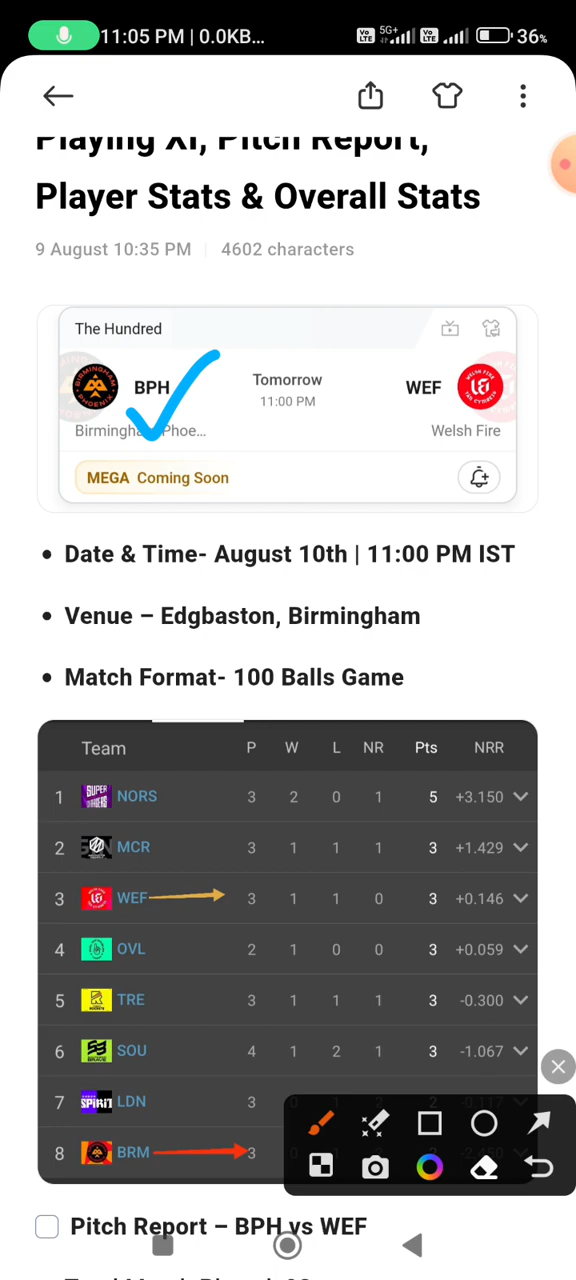 11:05 PM | 0.0KB... 5G+ 36%
Playing XI, Pitch Report,
Player Stats & Overall Stats
9 August 10:35 PM | 4602 characters
The Hundred
BPH Tomorrow WEF
11:00 PM
Birmingham Phoe... Welsh Fire
MEGA Coming Soon
• Date & Time- August 10th | 11:00 PM IST
• Venue – Edgbaston, Birmingham
• Match Format- 100 Balls Game
Team P W L NR Pts NRR
1 NORS 3 2 0 1 5 +3.150
2 MCR 3 1 1 1 3 +1.429
3 WEF 3 1 1 0 3 +0.146
4 OVL 2 1 0 0 3 +0.059
5 TRE 3 1 1 1 3 -0.300
6 SOU 4 1 2 1 3 -1.067
7 LDN 3
8 BRM 3
Pitch Report – BPH vs WEF